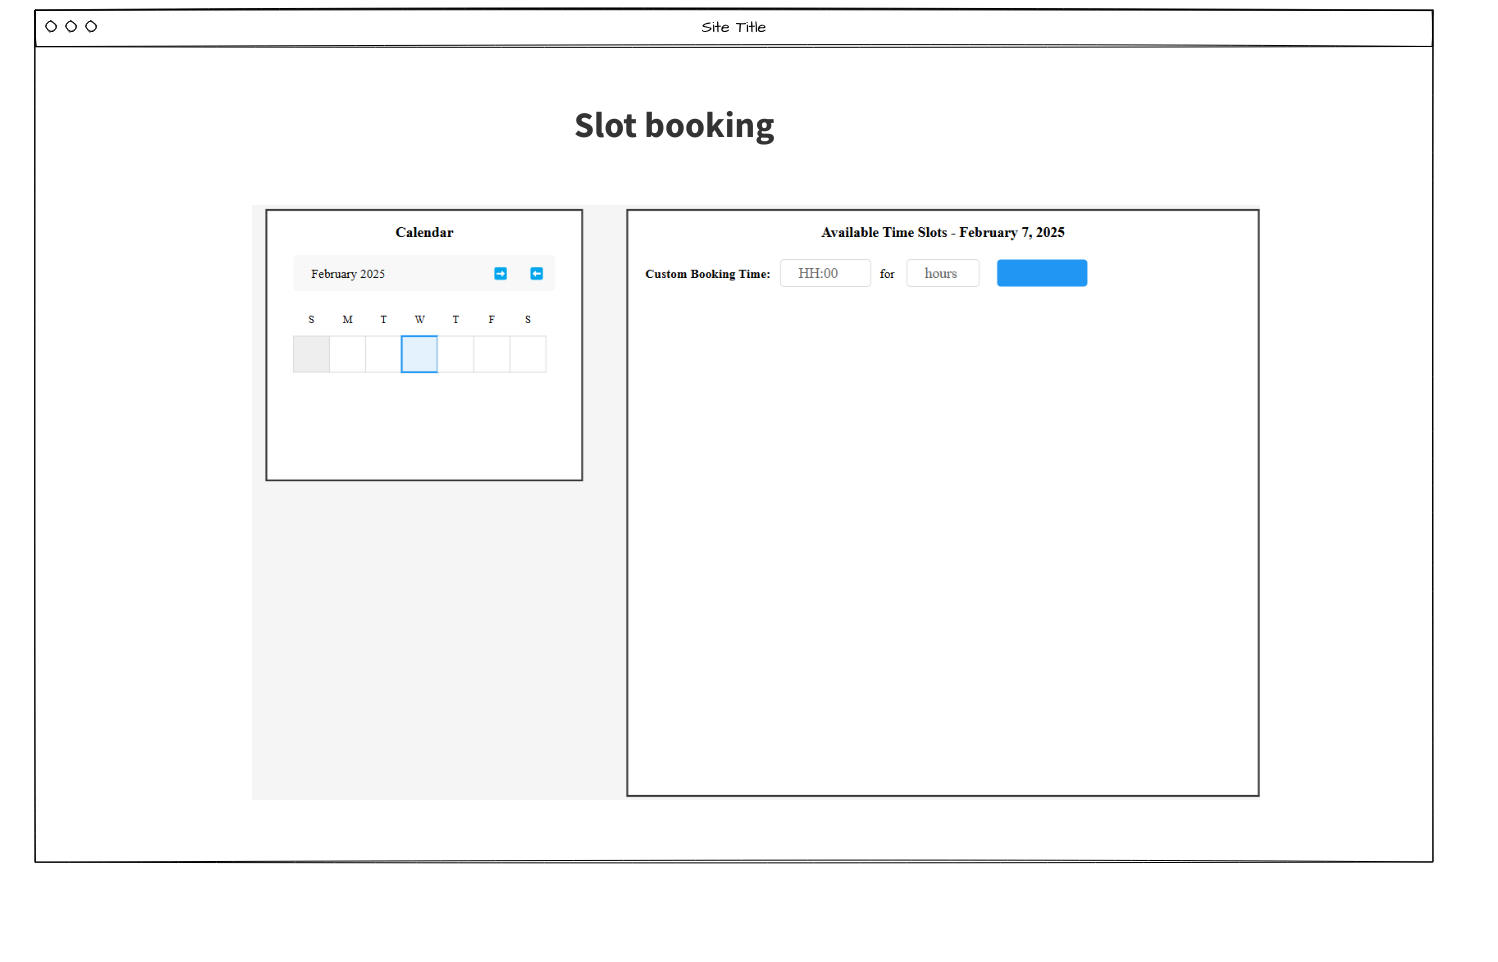 Site Title
Slot booking
Calendar
February 2025
S M T W T F S
Available Time Slots - February 7, 2025
Custom Booking Time: HH:00 for hours